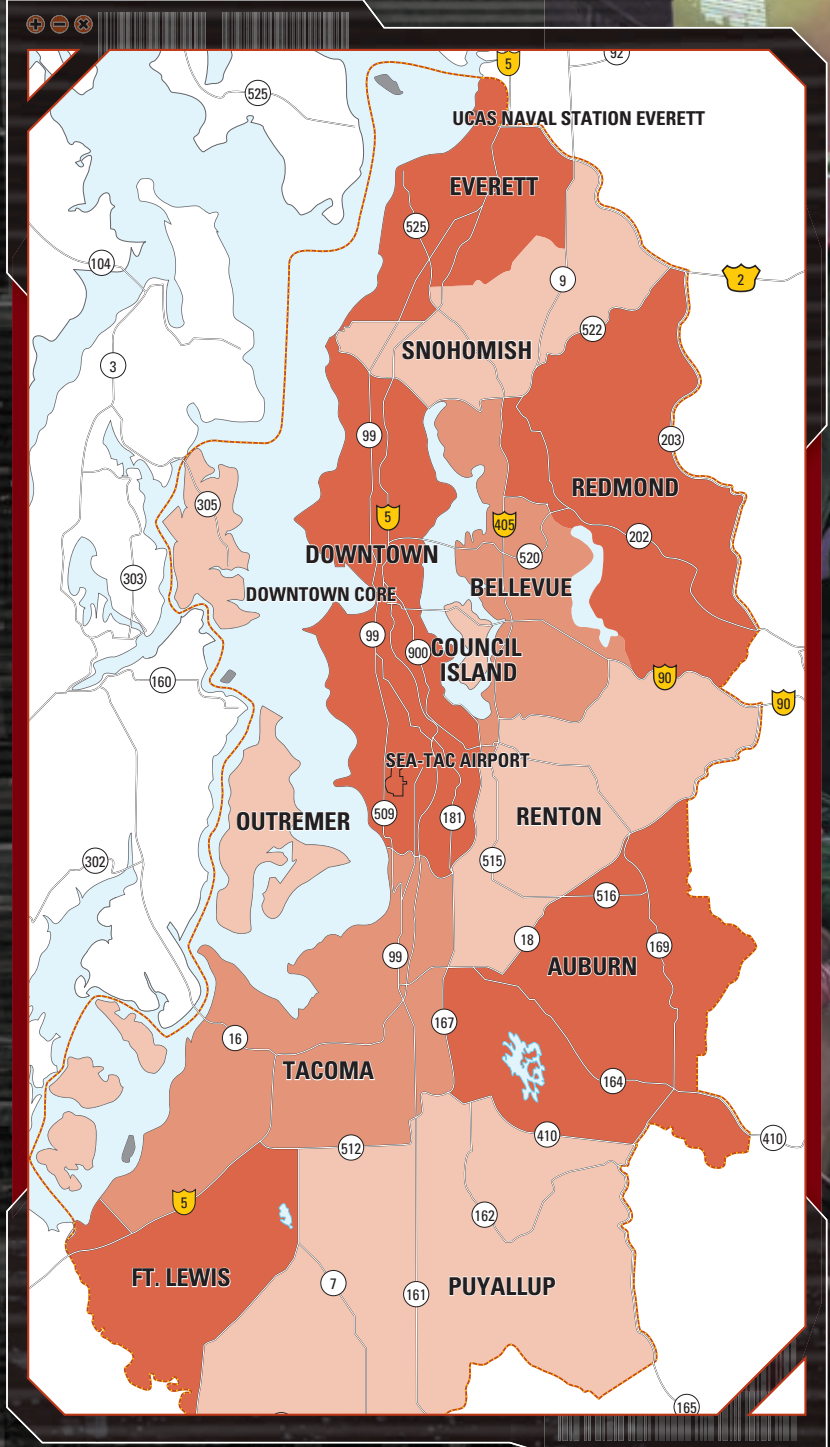 5
92
525
UCAS NAVAL STATION EVERETT
EVERETT
525
104
9
2
522
SNOHOMISH
3
99
203
REDMOND
305
5
405
202
DOWNTOWN
520
303
BELLEVUE
DOWNTOWN CORE
99
900
COUNCIL
ISLAND
160
90
90
SEA-TAC AIRPORT
509
181
OUTREMER
RENTON
302
515
516
18
169
99
AUBURN
167
16
TACOMA
164
410
410
512
5
162
FT. LEWIS
7
161
PUYALLUP
165